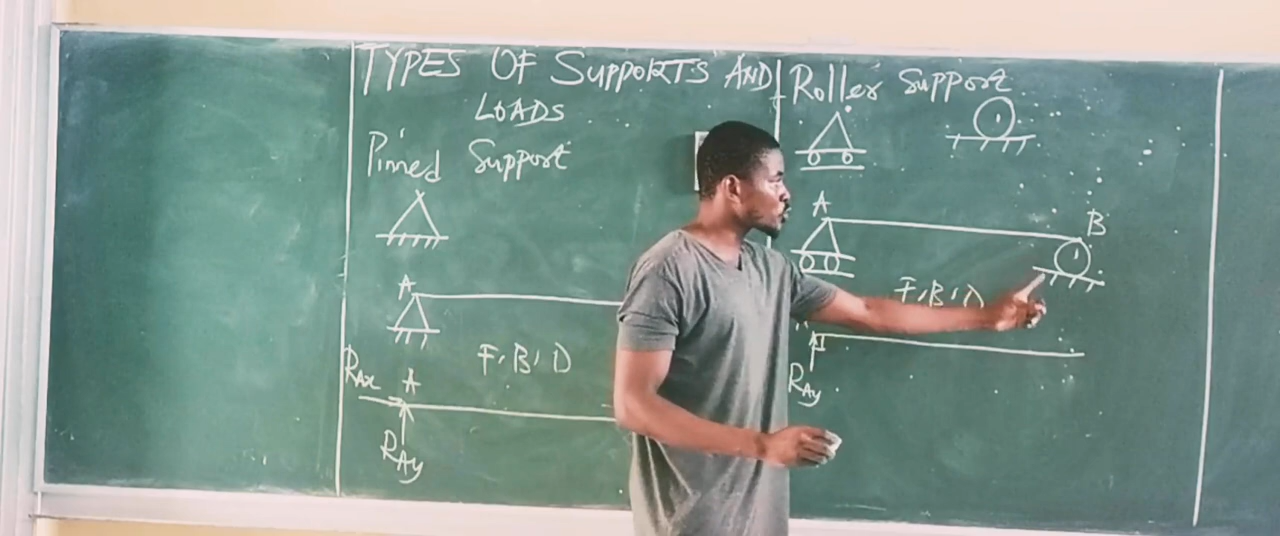 TYPES OF SUPPORTS AND
LOADS
Pinned Support
A
F.B.D
RAx A
RAy
Roller Support
A B
F.B.D
RAy